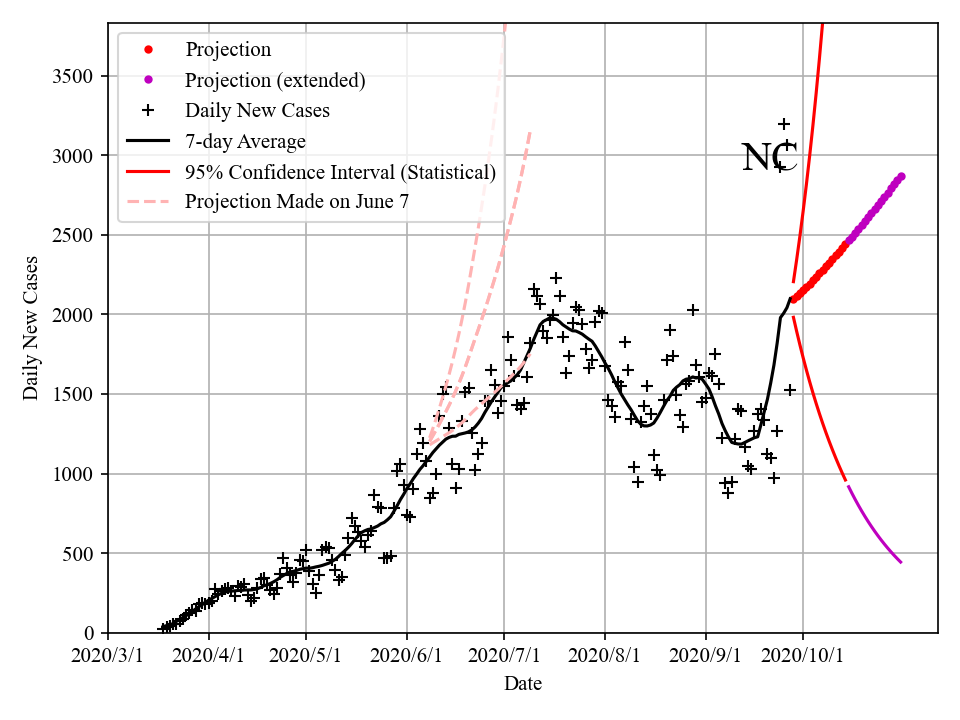 3500
3000
2500
2000
1500
1000
500
0
Daily New Cases
Projection
Projection (extended)
Daily New Cases
7-day Average
95% Confidence Interval (Statistical)
Projection Made on June 7
NC
2020/3/1 2020/4/1 2020/5/1 2020/6/1 2020/7/1 2020/8/1 2020/9/1 2020/10/1
Date